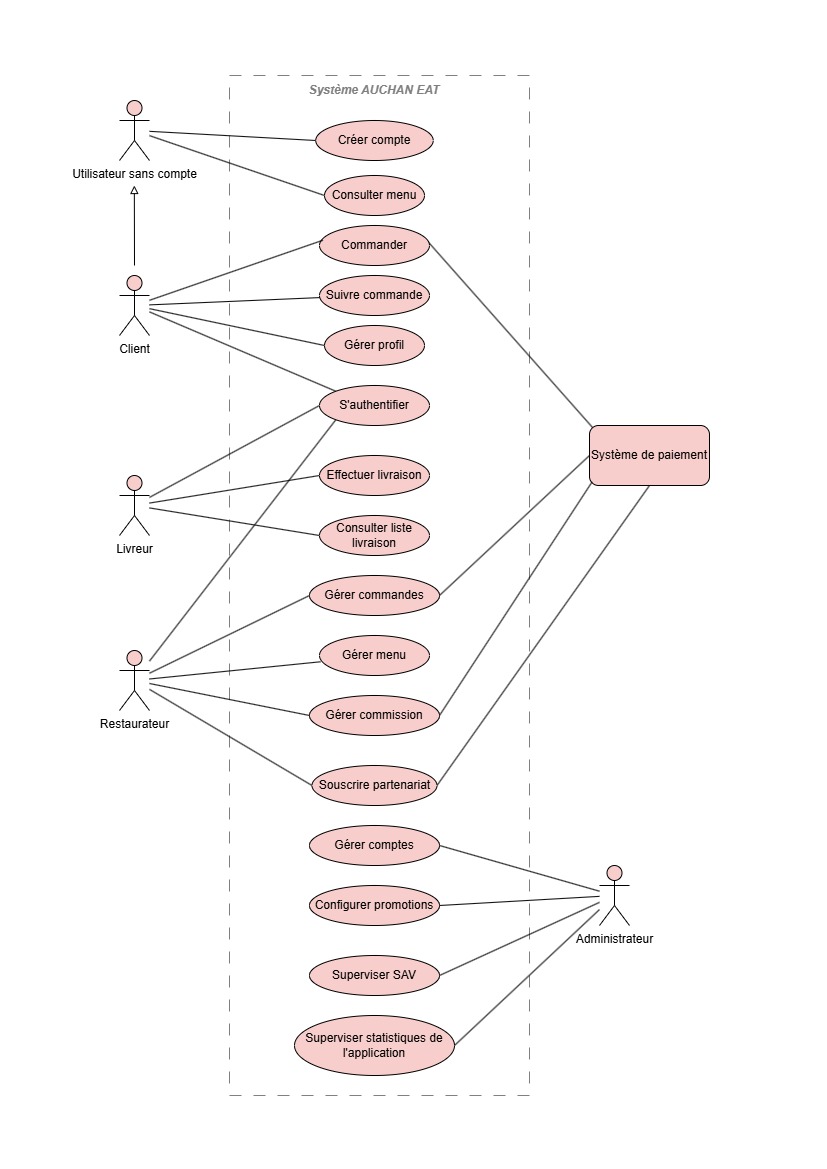 Système AUCHAN EAT
Créer compte
Utilisateur sans compte
Consulter menu
Commander
Suivre commande
Client
Gérer profil
S'authentifier
Système de paiement
Effectuer livraison
Consulter liste
livraison
Livreur
Gérer commandes
Gérer menu
Restaurateur
Gérer commission
Souscrire partenariat
Gérer comptes
Configurer promotions
Administrateur
Superviser SAV
Superviser statistiques de
l'application